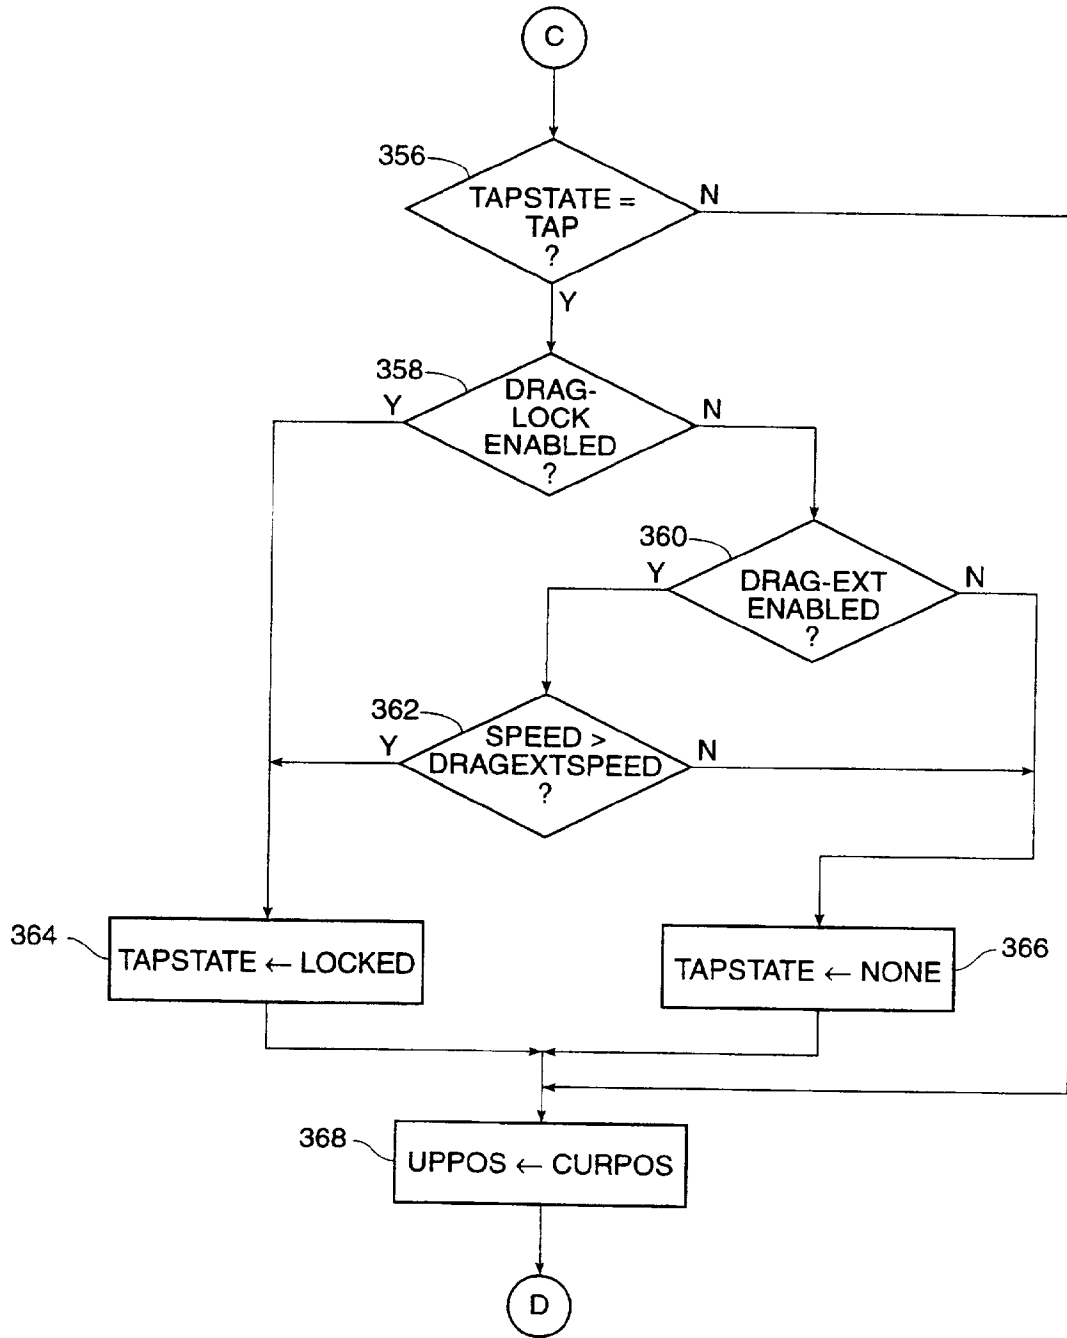 C
356
TAPSTATE =
TAP
?
N
Y
358
Y
DRAG-
LOCK
ENABLED
?
N
360
Y
DRAG-EXT
ENABLED
?
N
362
Y
SPEED >
DRAGEXTSPEED
?
N
364
TAPSTATE ← LOCKED
TAPSTATE ← NONE
366
368
UPPOS ← CURPOS
D